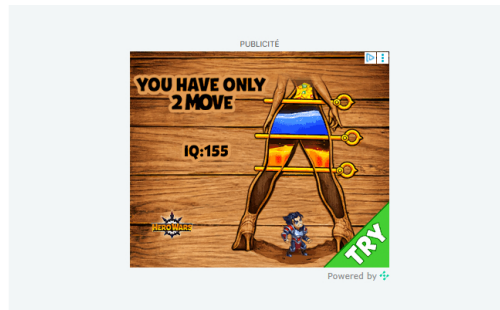 PUBLICITÉ
YOU HAVE ONLY
2 MOVE
IQ:155
HERO WARS
TRY
Powered by